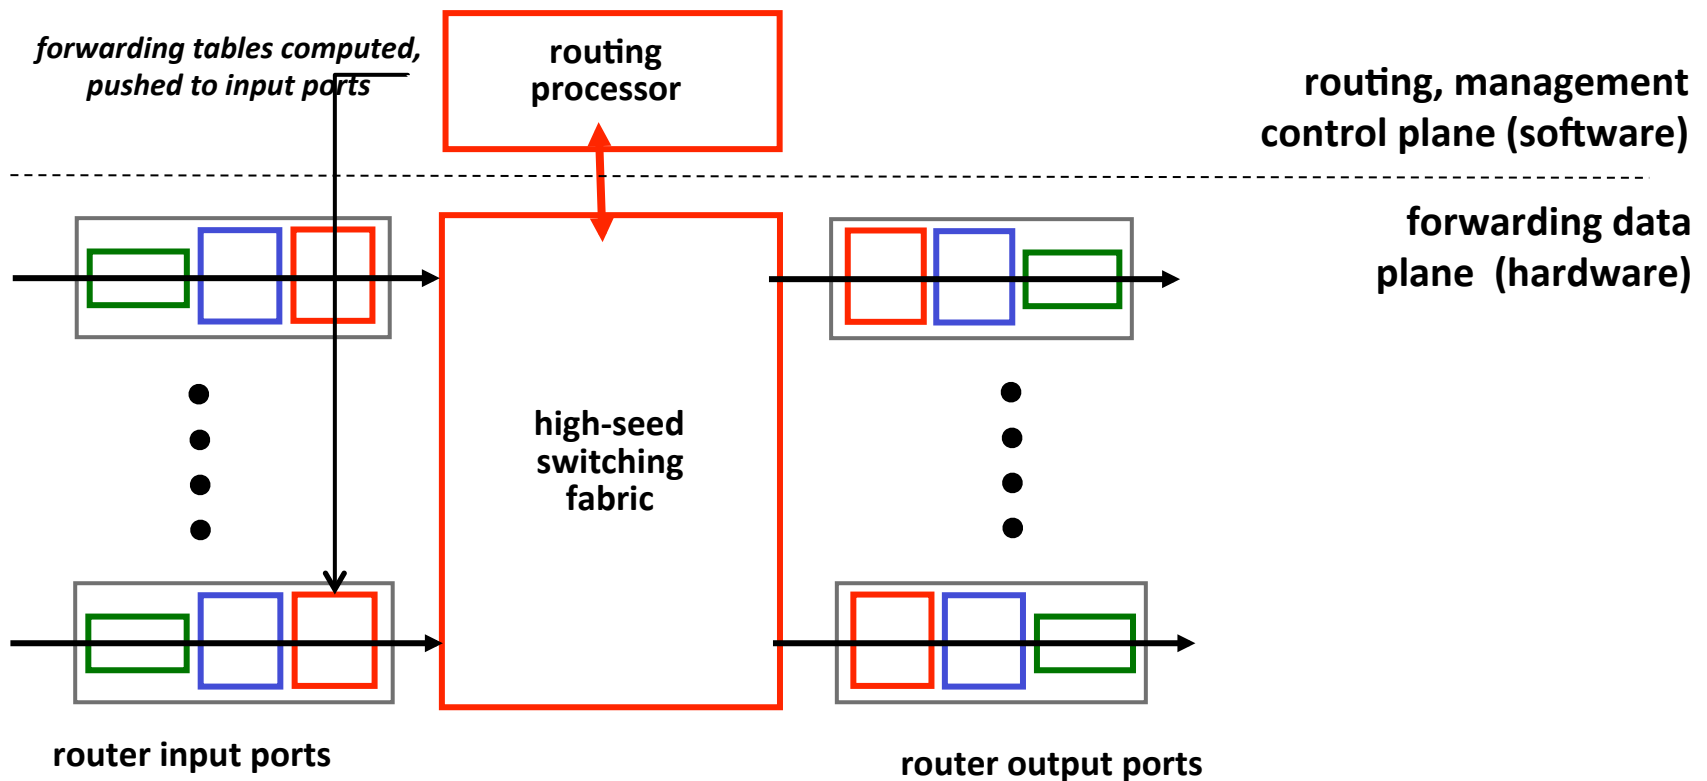 forwarding tables computed,
pushed to input ports
routing
processor
routing, management
control plane (software)
forwarding data
plane (hardware)
high-seed
switching
fabric
router input ports
router output ports